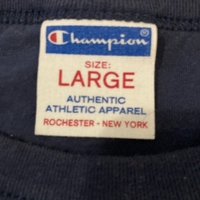 Champion
SIZE:
LARGE
AUTHENTIC
ATHLETIC APPAREL
ROCHESTER - NEW YORK